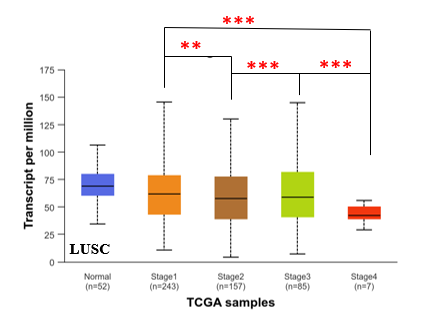 ***
**
*** ***
Transcript per million
175
150
125
100
75
50
25
0
LUSC
Normal Stage1 Stage2 Stage3 Stage4
(n=52) (n=243) (n=157) (n=85) (n=7)
TCGA samples